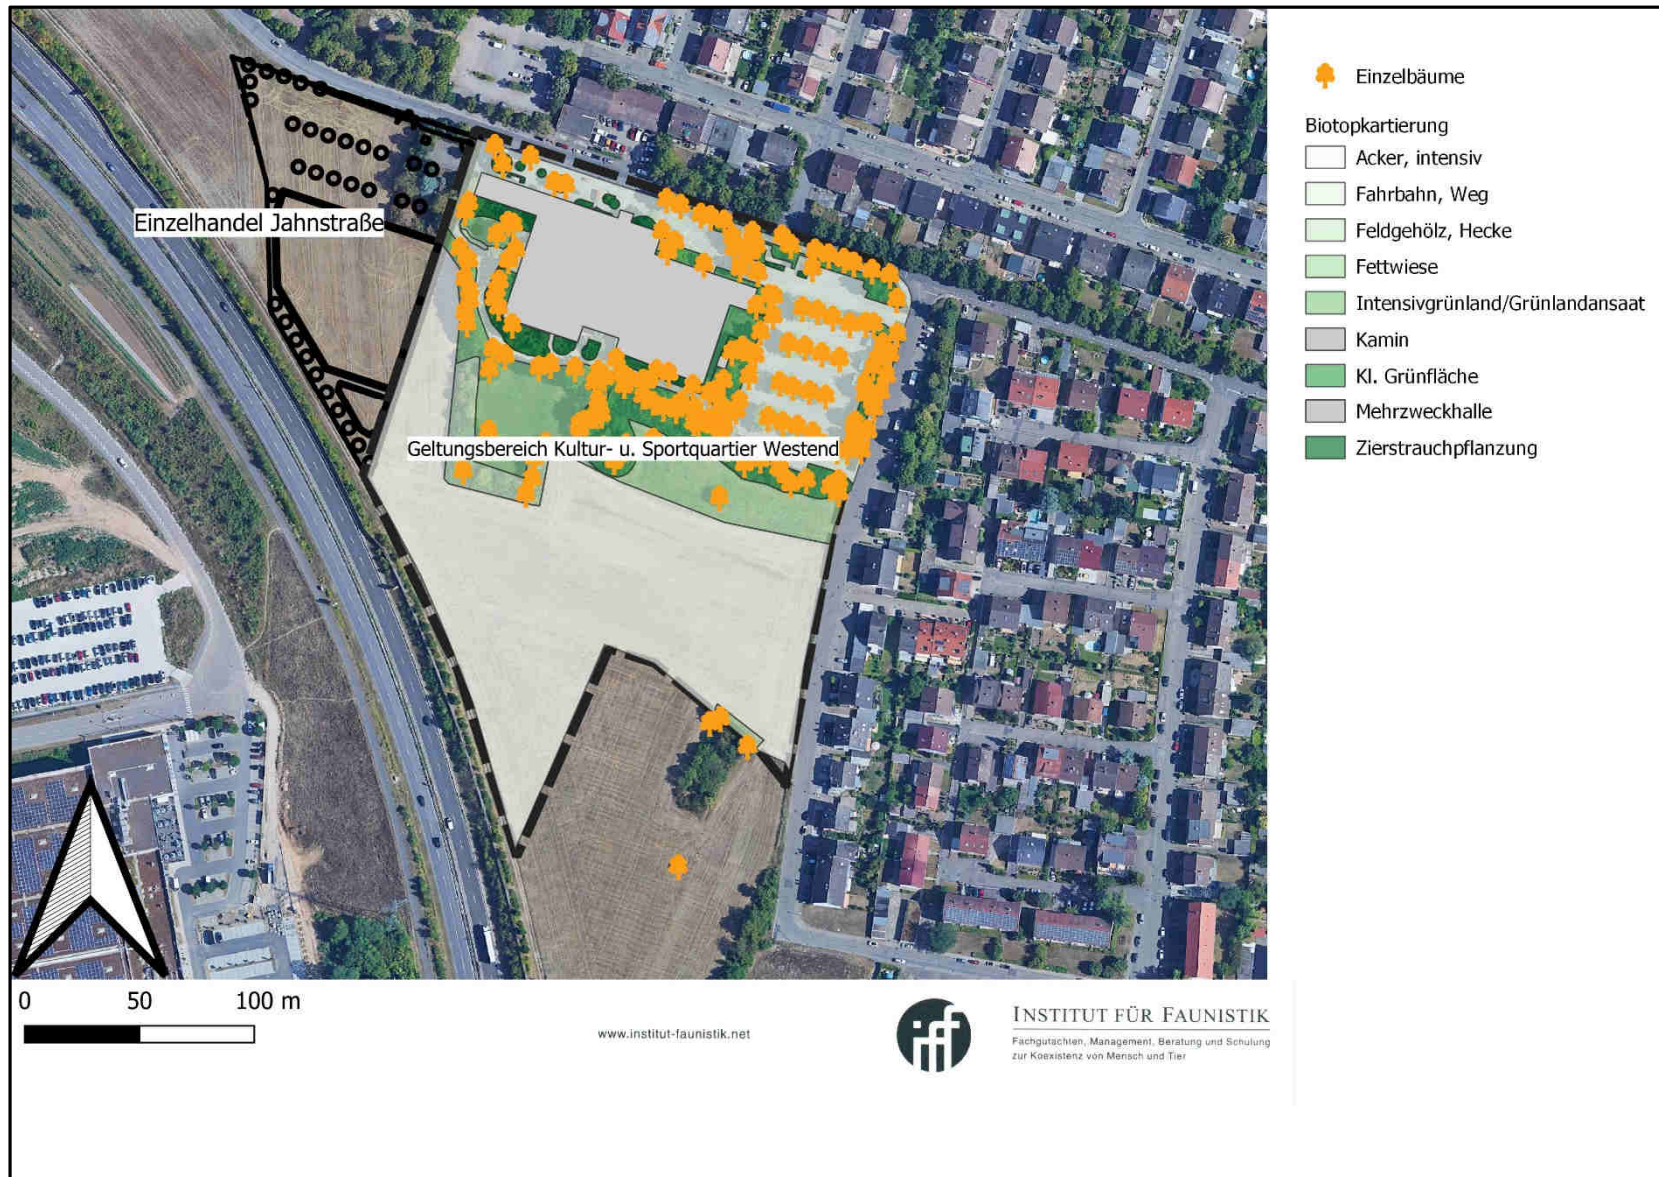 Einzelbäume
Biotopkartierung
Acker, intensiv
Fahrbahn, Weg
Feldgehölz, Hecke
Fettwiese
Intensivgrünland/Grünlandansaat
Kamin
Kl. Grünfläche
Mehrzweckhalle
Zierstrauchpflanzung
Einzelhandel Jahnstraße
Geltungsbereich Kultur- u. Sportquartier Westend
0 50 100 m
www.institut-faunistik.net
iff
INSTITUT FÜR FAUNISTIK
Fachgutachten, Management, Beratung und Schulung
zur Koexistenz von Mensch und Tier